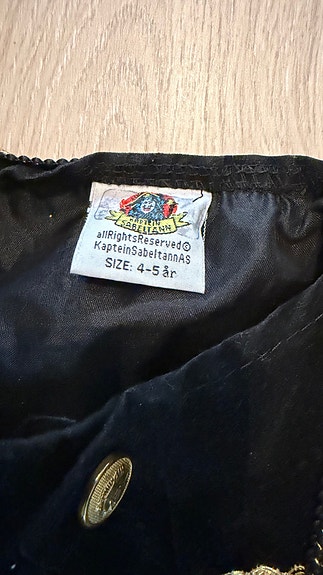 KAPTEIN
SABELTANN
allRightsReserved©
KapteinSabeltannAS
SIZE: 4-5 år